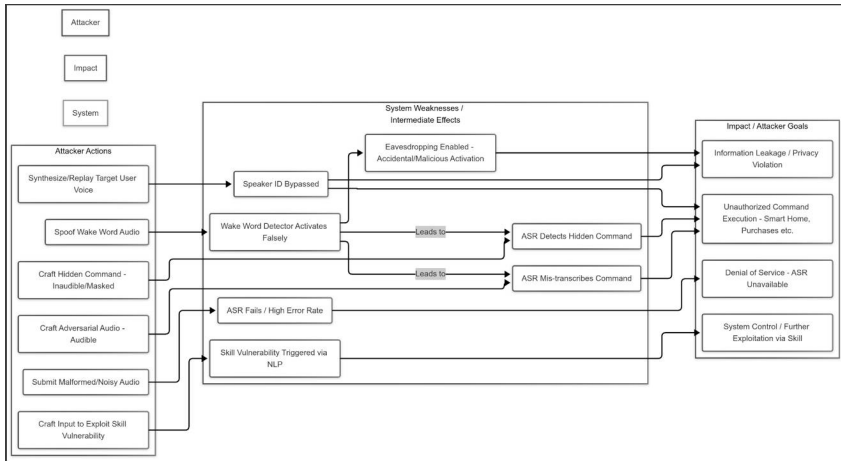 Attacker
Impact
System
Attacker Actions
Synthesize/Replay Target User
Voice
Spoof Wake Word Audio
Craft Hidden Command -
Inaudible/Masked
Craft Adversarial Audio -
Audible
Submit Malformed/Noisy Audio
Craft Input to Exploit Skill
Vulnerability
System Weaknesses /
Intermediate Effects
Eavesdropping Enabled -
Accidental/Malicious Activation
Speaker ID Bypassed
Wake Word Detector Activates
Falsely
Leads to
ASR Detects Hidden Command
Leads to
ASR Mis-transcribes Command
ASR Fails / High Error Rate
Skill Vulnerability Triggered via
NLP
Impact / Attacker Goals
Information Leakage / Privacy
Violation
Unauthorized Command
Execution - Smart Home,
Purchases etc.
Denial of Service - ASR
Unavailable
System Control / Further
Exploitation via Skill